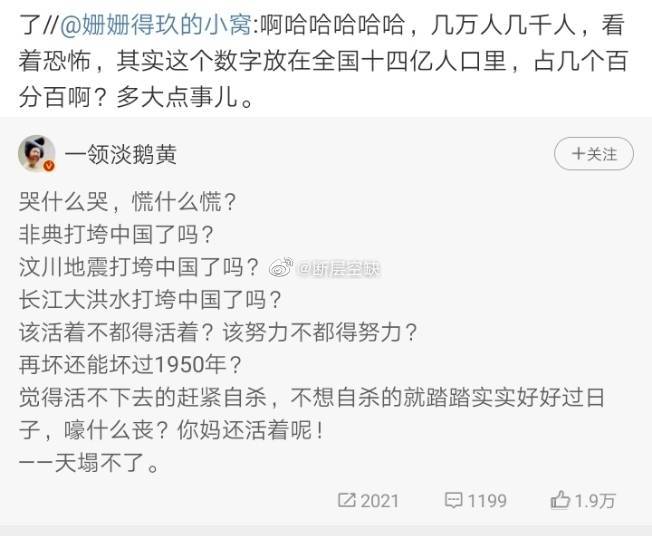 了//@姗姗得玖的小窝:啊哈哈哈哈哈，几万人几千人，看
着恐怖，其实这个数字放在全国十四亿人口里，占几个百
分百啊？多大点事儿。
一领淡鹅黄
+关注
哭什么哭，慌什么慌？
非典打垮中国了吗？
汶川地震打垮中国了吗？
@断层空缺
长江大洪水打垮中国了吗？
该活着不都得活着？该努力不都得努力？
再坏还能坏过1950年？
觉得活不下去的赶紧自杀，不想自杀的就踏踏实实好好过日
子，嚎什么丧？你妈还活着呢！
——天塌不了。
2021 1199 1.9万